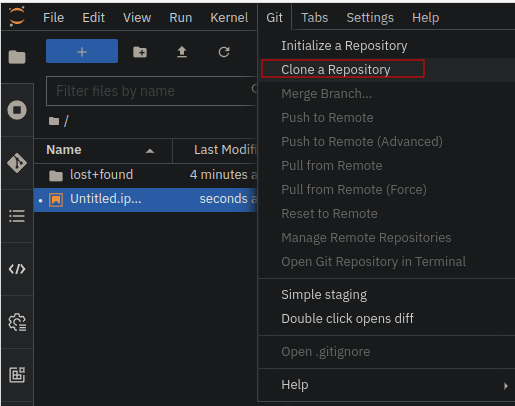 File Edit View Run Kernel Git Tabs Settings Help
+
Filter files by name
/
Name Last Modifi
lost+found 4 minutes a
Untitled.ip... seconds a
Initialize a Repository
Clone a Repository
Merge Branch...
Push to Remote
Push to Remote (Advanced)
Pull from Remote
Pull from Remote (Force)
Reset to Remote
Manage Remote Repositories
Open Git Repository in Terminal
Simple staging
Double click opens diff
Open .gitignore
Help